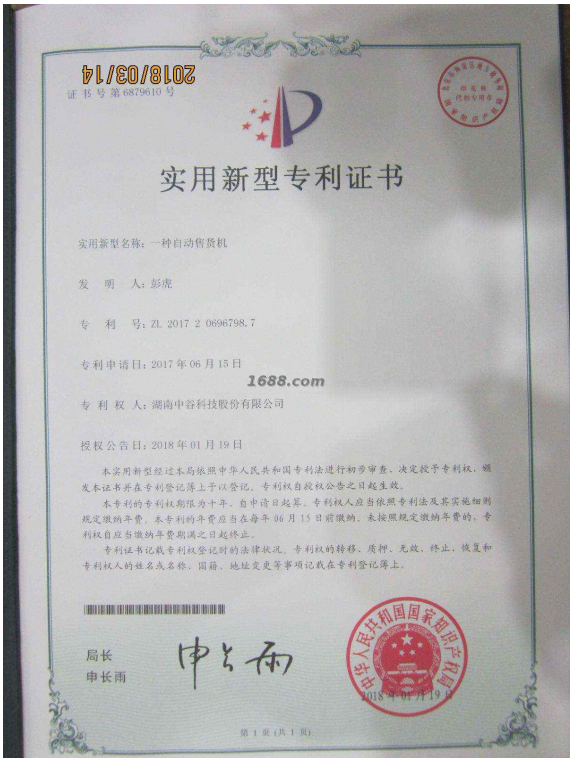 2018/03/14
证书号第6879610号
实用新型专利证书
实用新型名称：一种自动售货机
发 明 人：彭虎
专 利 号：ZL 2017 2 0696798.7
专利申请日：2017年06月15日
1688.com
专 利 权 人：湖南中谷科技股份有限公司
授权公告日：2018年01月19日
本实用新型经过本局依照中华人民共和国专利法进行初步审查，决定授予专利权，颁
发本证书并在专利登记簿上予以登记。专利权自授权公告之日起生效。
本专利的专利权期限为十年，自申请日起算。专利权人应当依照专利法及其实施细则
规定缴纳年费。本专利的年费应当在每年06月15日前缴纳。未按照规定缴纳年费的，专
利权自应当缴纳年费期满之日起终止。
专利证书记载专利权登记时的法律状况。专利权的转移、质押、无效、终止、恢复和
专利权人的姓名或名称、国籍、地址变更等事项记载在专利登记簿上。
局长
申长雨
申长雨
中华人民共和国国家知识产权局
2018年01月19日
第1页(共1页)